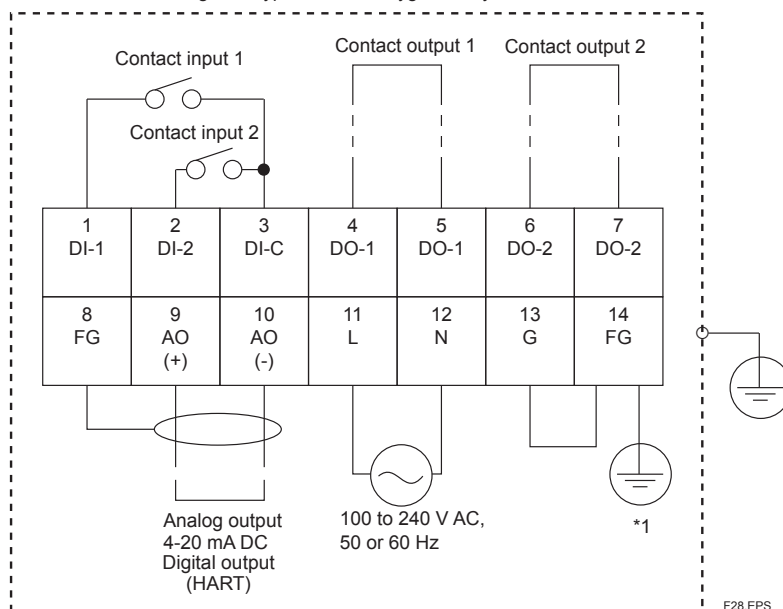 Contact output 1
Contact output 2
Contact input 1
Contact input 2
1
DI-1
2
DI-2
3
DI-C
4
DO-1
5
DO-1
6
DO-2
7
DO-2
8
FG
9
AO
(+)
10
AO
(-)
11
L
12
N
13
G
14
FG
Analog output
4-20 mA DC
Digital output
(HART)
100 to 240 V AC,
50 or 60 Hz
*1
F28.EPS